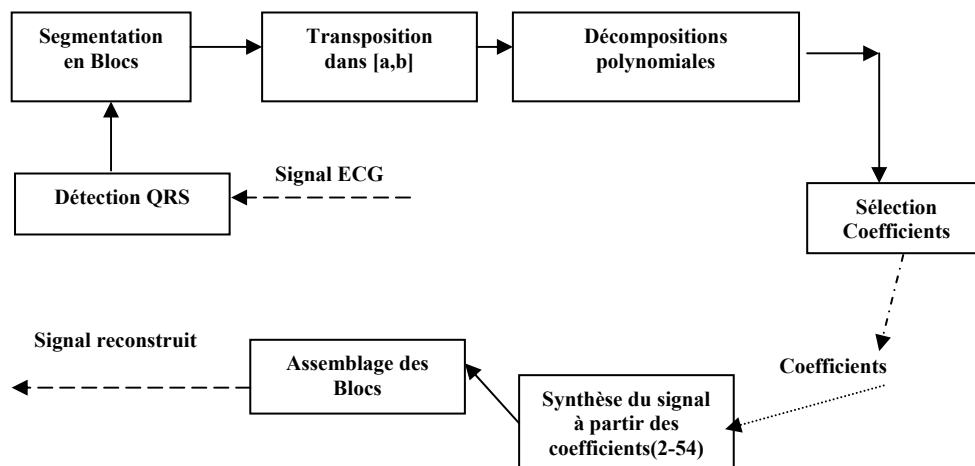 Segmentation
en Blocs
Transposition
dans [a,b]
Décompositions
polynomiales
Signal ECG
Détection QRS
Sélection
Coefficients
Signal reconstruit
Assemblage des
Blocs
Coefficients
Synthèse du signal
à partir des
coefficients(2-54)